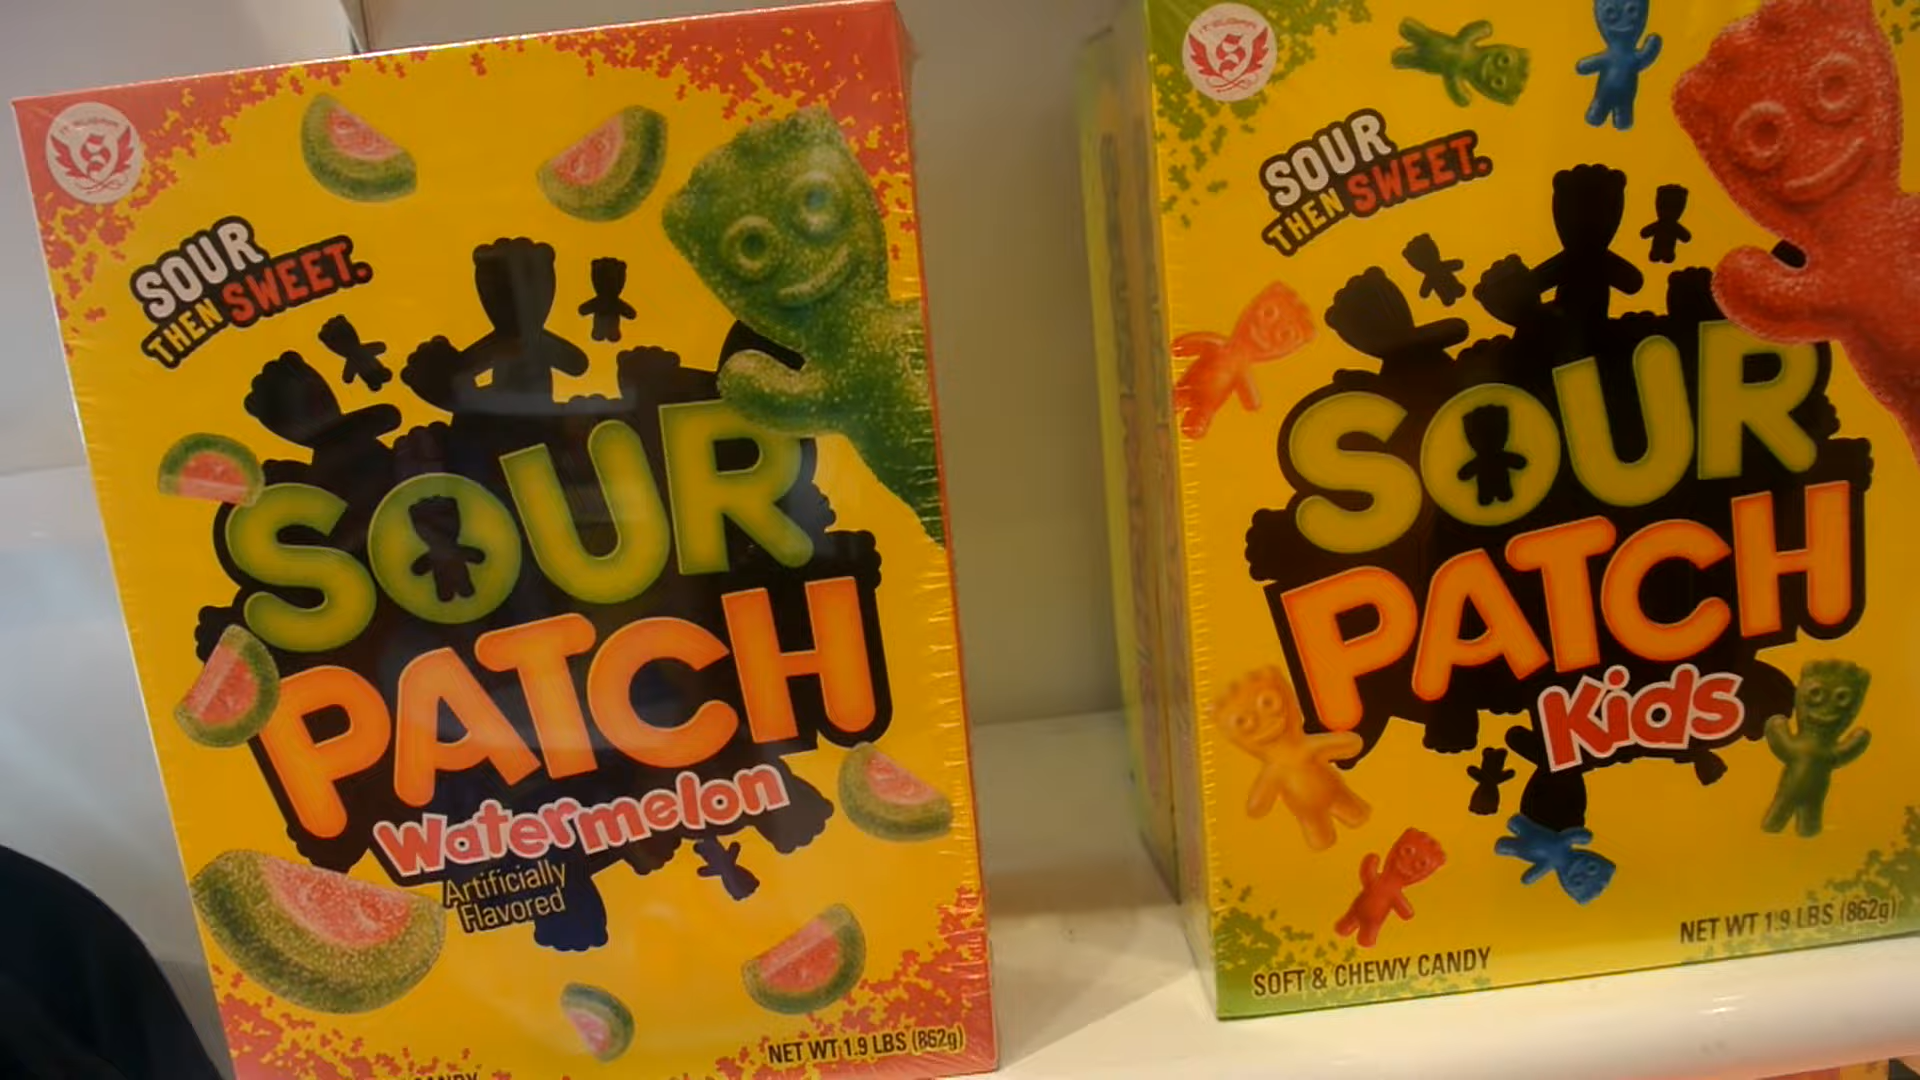 SOUR
THEN SWEET.
SOUR
PATCH
Watermelon
Artificially
Flavored
NET WT 1.9 LBS (862g)
CANDY
SOUR
THEN SWEET.
SOUR
PATCH
Kids
SOFT & CHEWY CANDY
NET WT 1.9 LBS (862g)